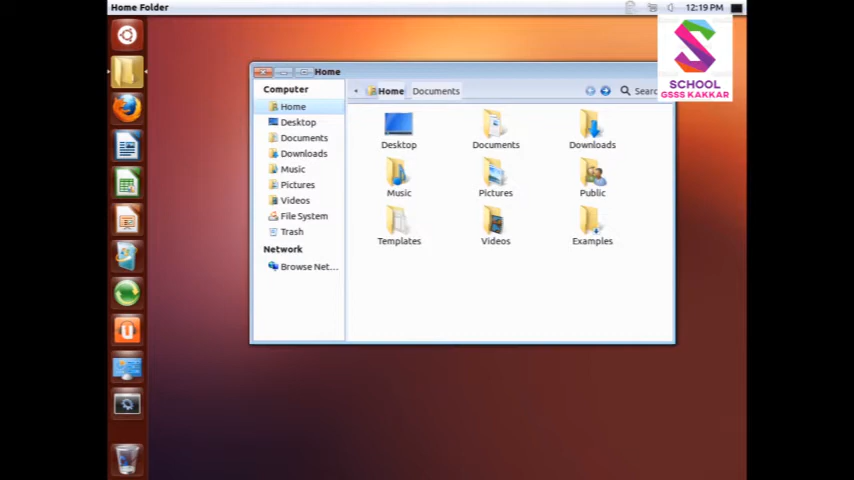 Home Folder
12:19 PM
SCHOOL
GSSS KAKKAR
Home
Computer
Home
Desktop
Documents
Downloads
Music
Pictures
Videos
File System
Trash
Network
Browse Net...
Home Documents
Searc
Desktop Documents Downloads
Music Pictures Public
Templates Videos Examples